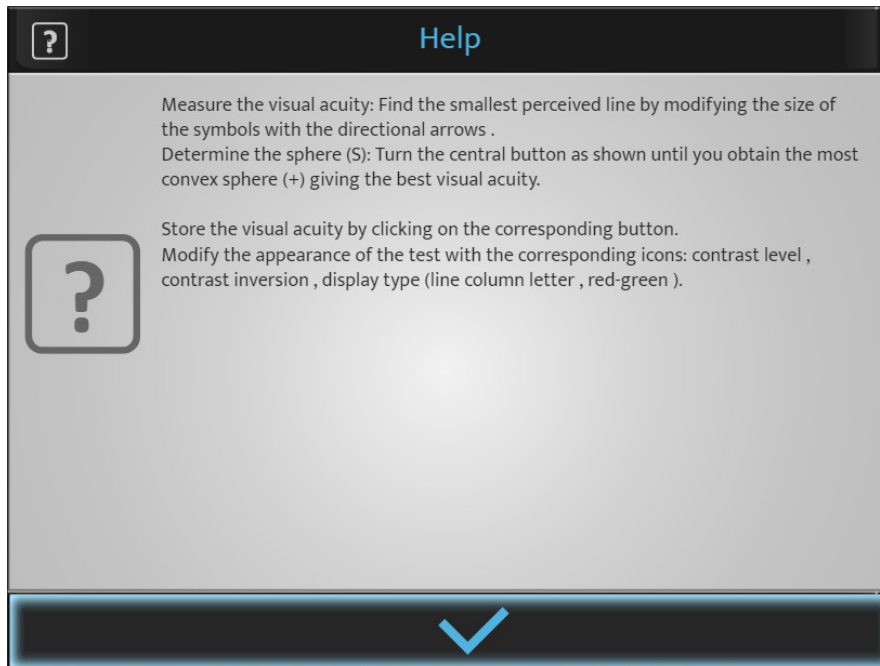 ?
Help
Measure the visual acuity: Find the smallest perceived line by modifying the size of
the symbols with the directional arrows .
Determine the sphere (S): Turn the central button as shown until you obtain the most
convex sphere (+) giving the best visual acuity.
Store the visual acuity by clicking on the corresponding button.
Modify the appearance of the test with the corresponding icons: contrast level ,
contrast inversion , display type (line column letter , red-green ).
?